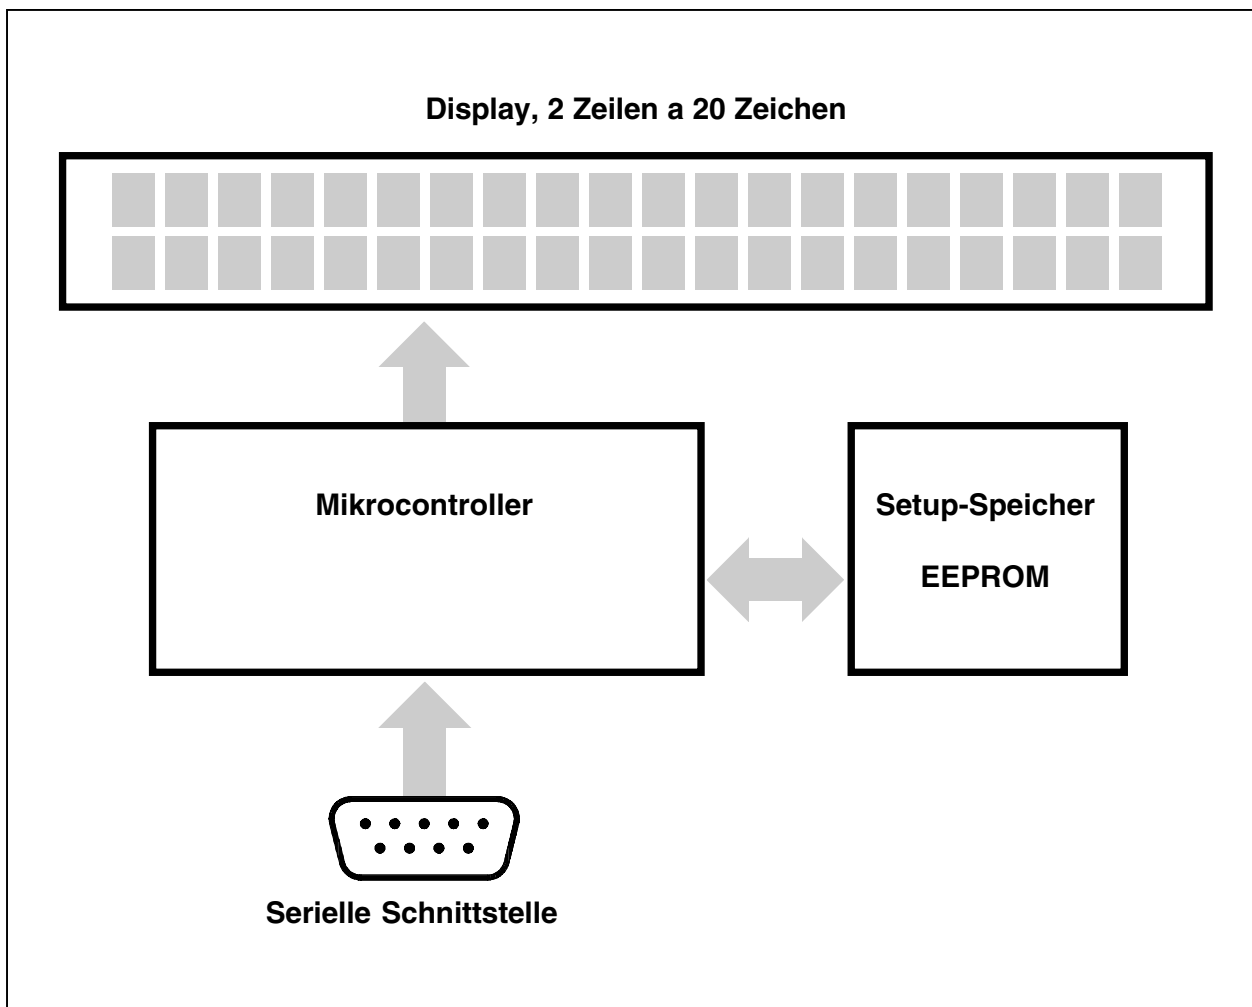 Display, 2 Zeilen a 20 Zeichen
Mikrocontroller
Setup-Speicher
EEPROM
Serielle Schnittstelle